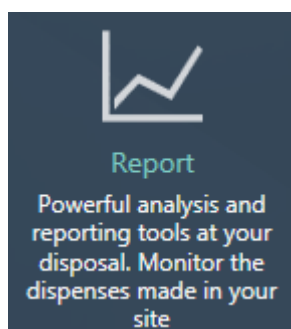 Report
Powerful analysis and
reporting tools at your
disposal. Monitor the
dispenses made in your
site